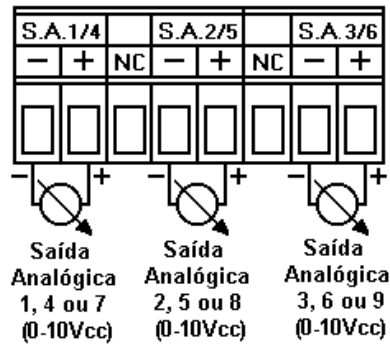 S.A.1/4 S.A.2/5 S.A.3/6
− + NC − + NC − +
− + − + − +
Saída Saída Saída
Analógica Analógica Analógica
1, 4 ou 7 2, 5 ou 8 3, 6 ou 9
(0-10Vcc) (0-10Vcc) (0-10Vcc)